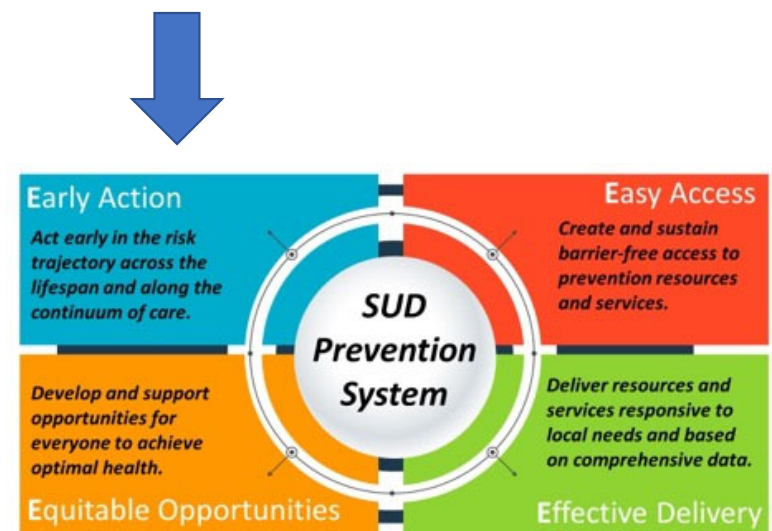 Early Action
Act early in the risk
trajectory across the
lifespan and along the
continuum of care.
Easy Access
Create and sustain
barrier-free access to
prevention resources
and services.
SUD
Prevention
System
Develop and support
opportunities for
everyone to achieve
optimal health.
Equitable Opportunities
Deliver resources and
services responsive to
local needs and based
on comprehensive data.
Effective Delivery